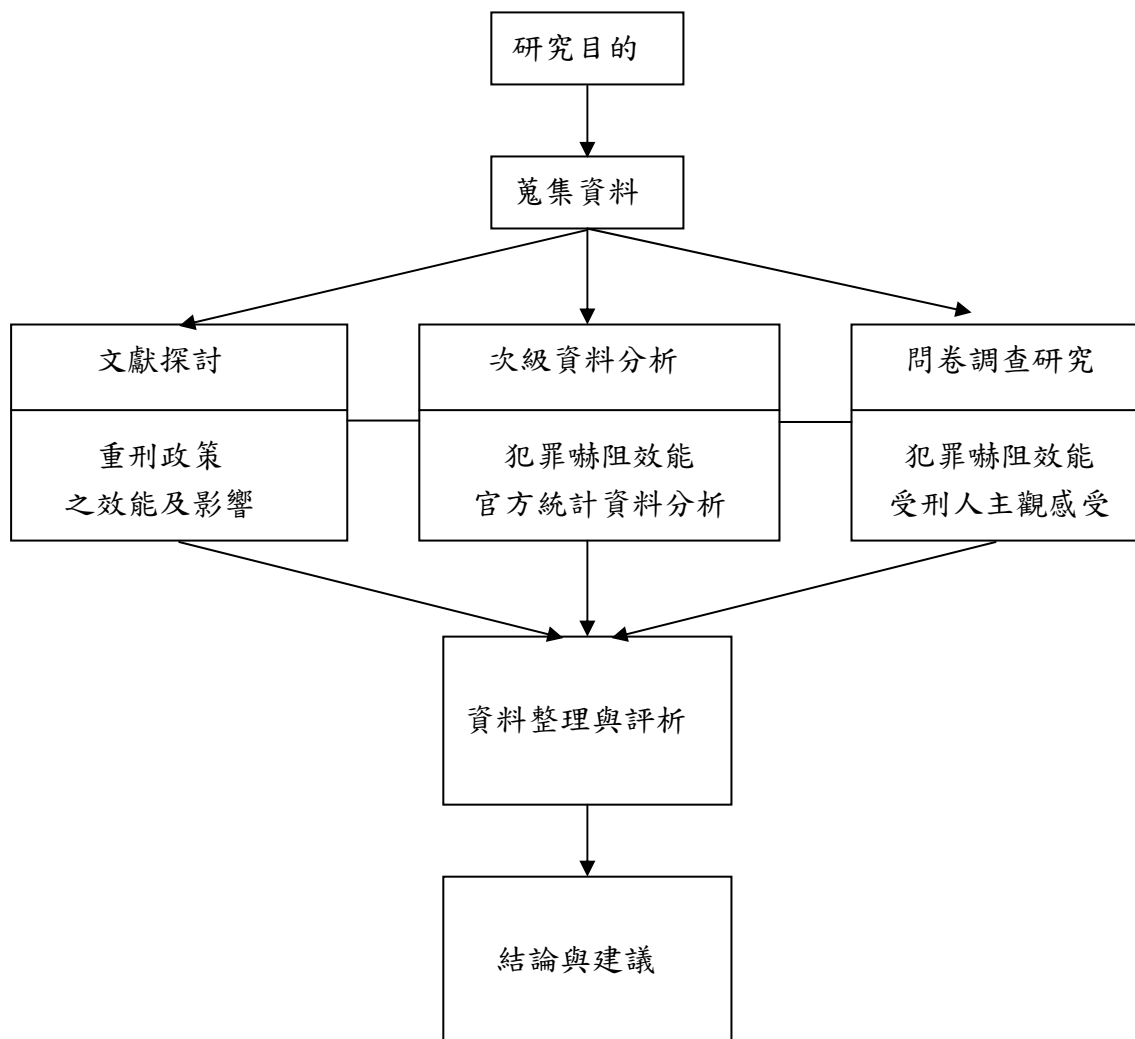 研究目的
蒐集資料
文獻探討
重刑政策
之效能及影響
次級資料分析
犯罪嚇阻效能
官方統計資料分析
問卷調查研究
犯罪嚇阻效能
受刑人主觀感受
資料整理與評析
結論與建議